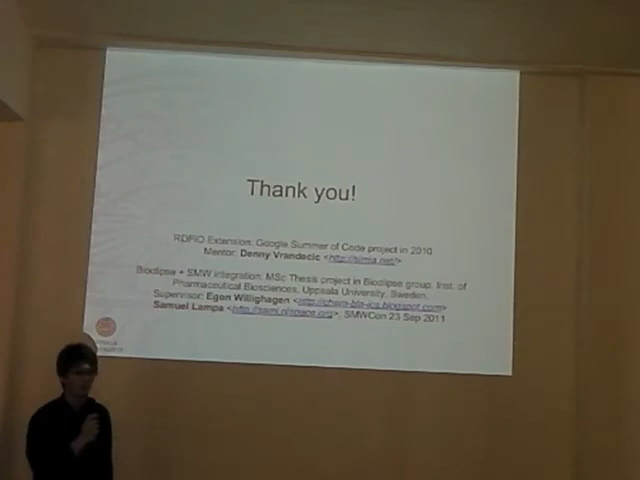 Thank you!
RDFIO Extension: Google Summer of Code project in 2010
Mentor: Denny Vrandecic <http://simia.net/>
Bioclipse + SMW integration: MSc Thesis project in Bioclipse group, Inst. of
Pharmaceutical Biosciences, Uppsala University, Sweden.
Supervisor: Egon Willighagen <http://chem-bla-ics.blogspot.com>
Samuel Lampa <http://saml.rilspace.org>, SMWCon 23 Sep 2011
UPPSALA
UNIVERSITET